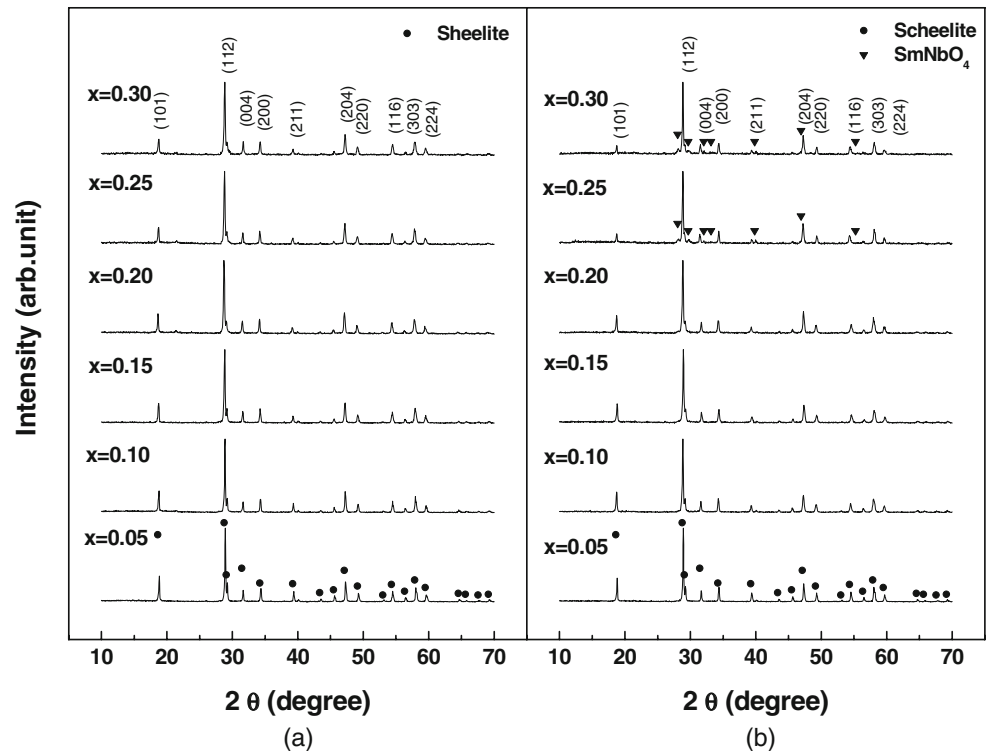 Intensity (arb.unit)
Sheelite
(101)
(112)
(004)
(200)
(211)
(204)
(220)
(116)
(303)
(224)
x=0.30
x=0.25
x=0.20
x=0.15
x=0.10
x=0.05
10 20 30 40 50 60 70
2 θ (degree)
(a)
Scheelite
SmNbO₄
(101)
(112)
(004)
(200)
(211)
(204)
(220)
(116)
(303)
(224)
x=0.30
x=0.25
x=0.20
x=0.15
x=0.10
x=0.05
10 20 30 40 50 60 70
2 θ (degree)
(b)